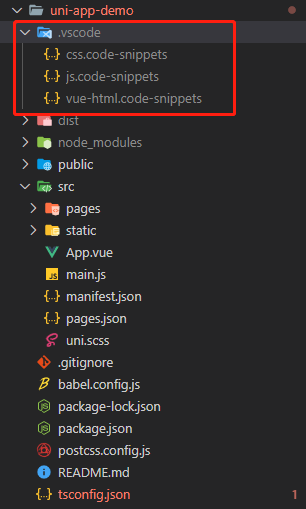 uni-app-demo
.vscode
css.code-snippets
js.code-snippets
vue-html.code-snippets
dist
node_modules
public
src
pages
static
App.vue
main.js
manifest.json
pages.json
uni.scss
.gitignore
babel.config.js
package-lock.json
package.json
postcss.config.js
README.md
tsconfig.json 1